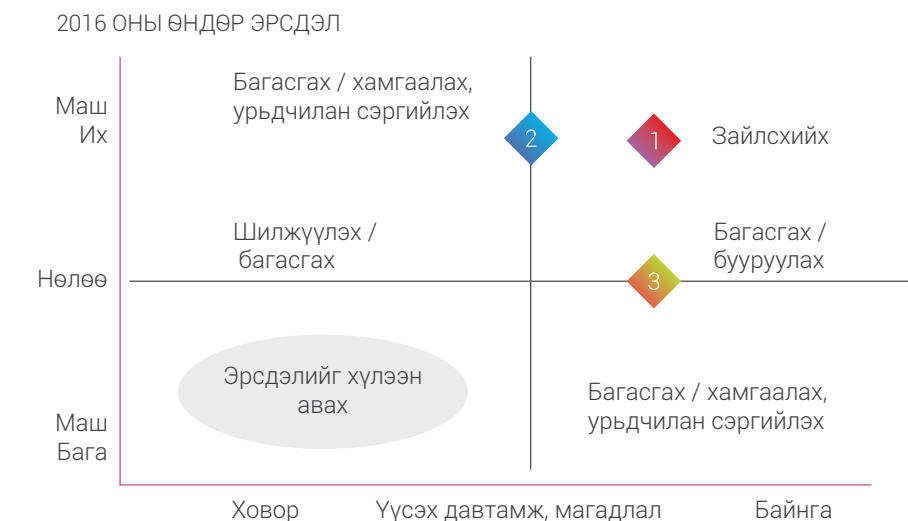 2016 ОНЫ ӨНДӨР ЭРСДЭЛ
Маш
Их
Багасгах / хамгаалах,
урьдчилан сэргийлэх
2
1
Зайлсхийх
Шилжүүлэх /
багасгах
Багасгах /
бууруулах
Нөлөө
3
Эрсдэлийг хүлээн
авах
Багасгах / хамгаалах,
урьдчилан сэргийлэх
Маш
Бага
Ховор
Үүсэх давтамж, магадлал
Байнга